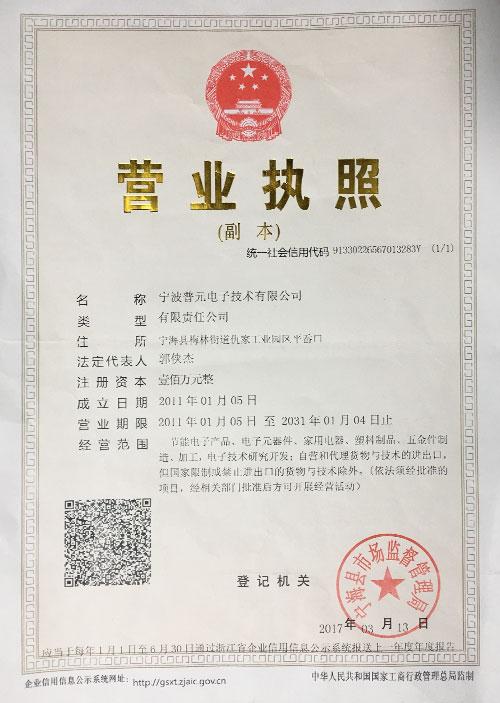 营业执照
(副 本)
统一社会信用代码 91330226567013283Y (1/1)
名 称 宁波普元电子技术有限公司
类 型 有限责任公司
住 所 宁海县梅林街道仇家工业园区平岙口
法定代表人 郭侠杰
注册资本 壹佰万元整
成立日期 2011年01月05日
营业期限 2011年01月05日 至 2031年01月04日止
经营范围 节能电子产品、电子元器件、家用电器、塑料制品、五金件制
造、加工,电子技术研究开发;自营和代理货物与技术的进出口,
但国家限制或禁止进出口的货物与技术除外。(依法须经批准的
项目,经相关部门批准后方可开展经营活动)
登记机关
宁海县市场监督管理局
2017年 03月 13日
应当于每年1月1日至6月30日通过浙江省企业信用信息公示系统报送上一年度年度报告
企业信用信息公示系统网址: http://gsxt.zjaic.gov.cn
中华人民共和国国家工商行政管理总局监制